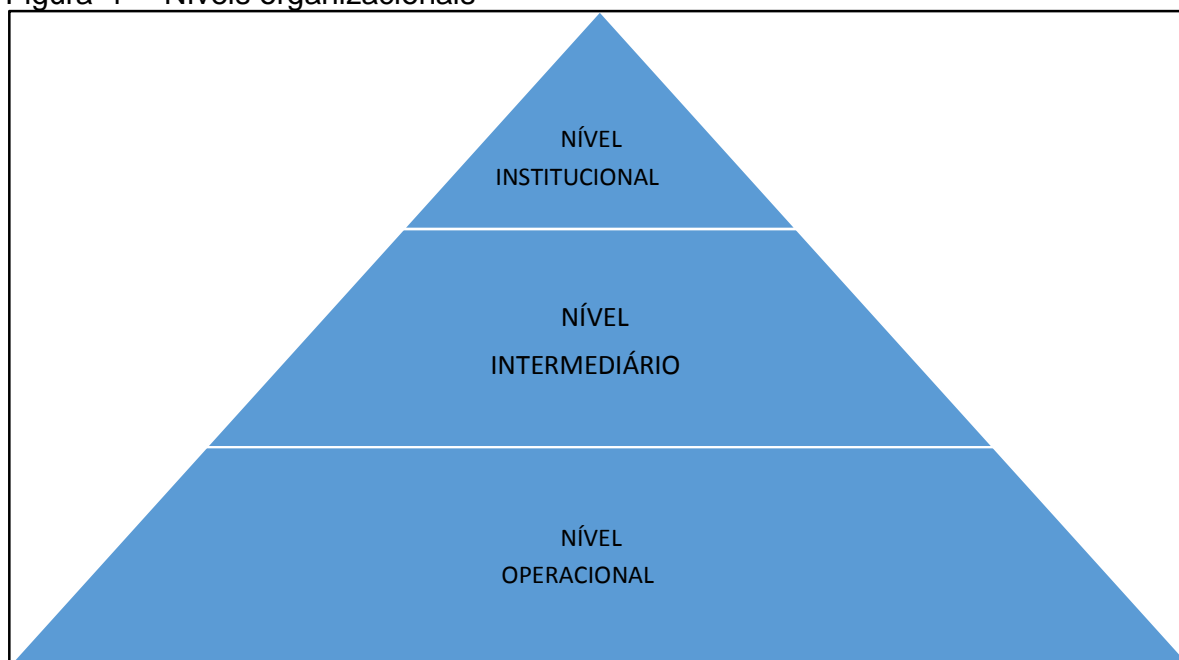 Figura 1 – Níveis organizacionais
NÍVEL
INSTITUCIONAL
NÍVEL
INTERMEDIÁRIO
NÍVEL
OPERACIONAL